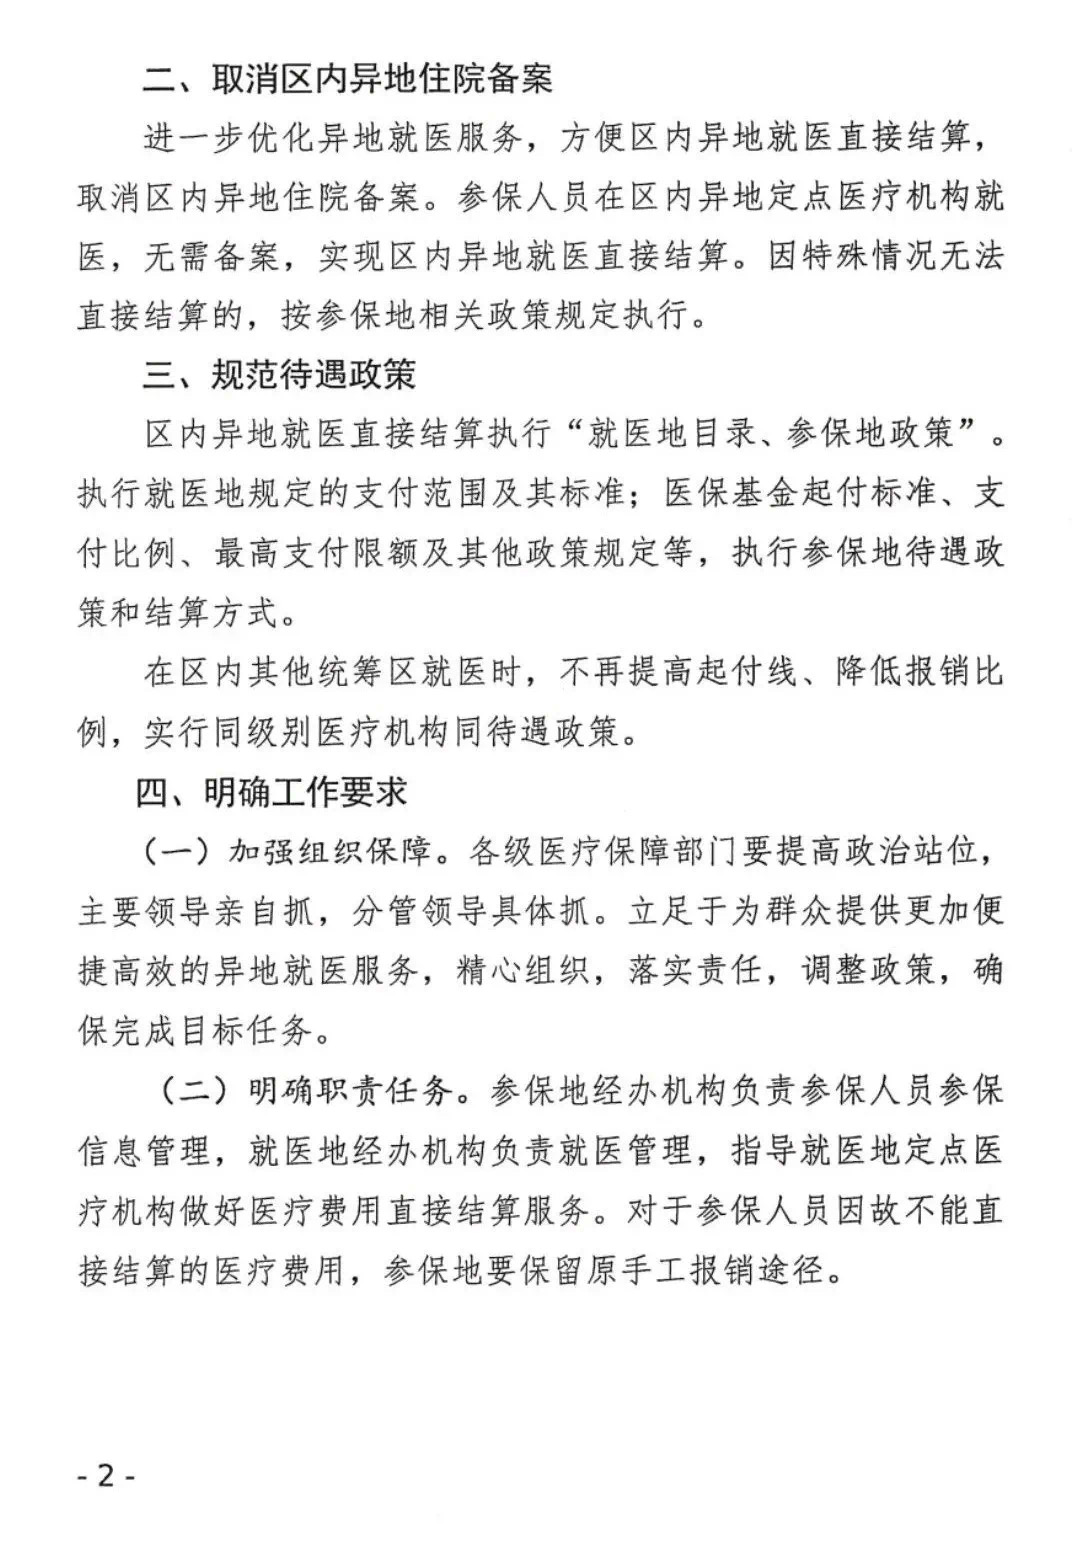 二、取消区内异地住院备案
进一步优化异地就医服务，方便区内异地就医直接结算，
取消区内异地住院备案。参保人员在区内异地定点医疗机构就
医，无需备案，实现区内异地就医直接结算。因特殊情况无法
直接结算的，按参保地相关政策规定执行。
三、规范待遇政策
区内异地就医直接结算执行“就医地目录、参保地政策”。
执行就医地规定的支付范围及其标准；医保基金起付标准、支
付比例、最高支付限额及其他政策规定等，执行参保地待遇政
策和结算方式。
在区内其他统筹区就医时，不再提高起付线、降低报销比
例，实行同级别医疗机构同待遇政策。
四、明确工作要求
（一）加强组织保障。各级医疗保障部门要提高政治站位，
主要领导亲自抓，分管领导具体抓。立足于为群众提供更加便
捷高效的异地就医服务，精心组织，落实责任，调整政策，确
保完成目标任务。
（二）明确职责任务。参保地经办机构负责参保人员参保
信息管理，就医地经办机构负责就医管理，指导就医地定点医
疗机构做好医疗费用直接结算服务。对于参保人员因故不能直
接结算的医疗费用，参保地要保留原手工报销途径。
- 2 -